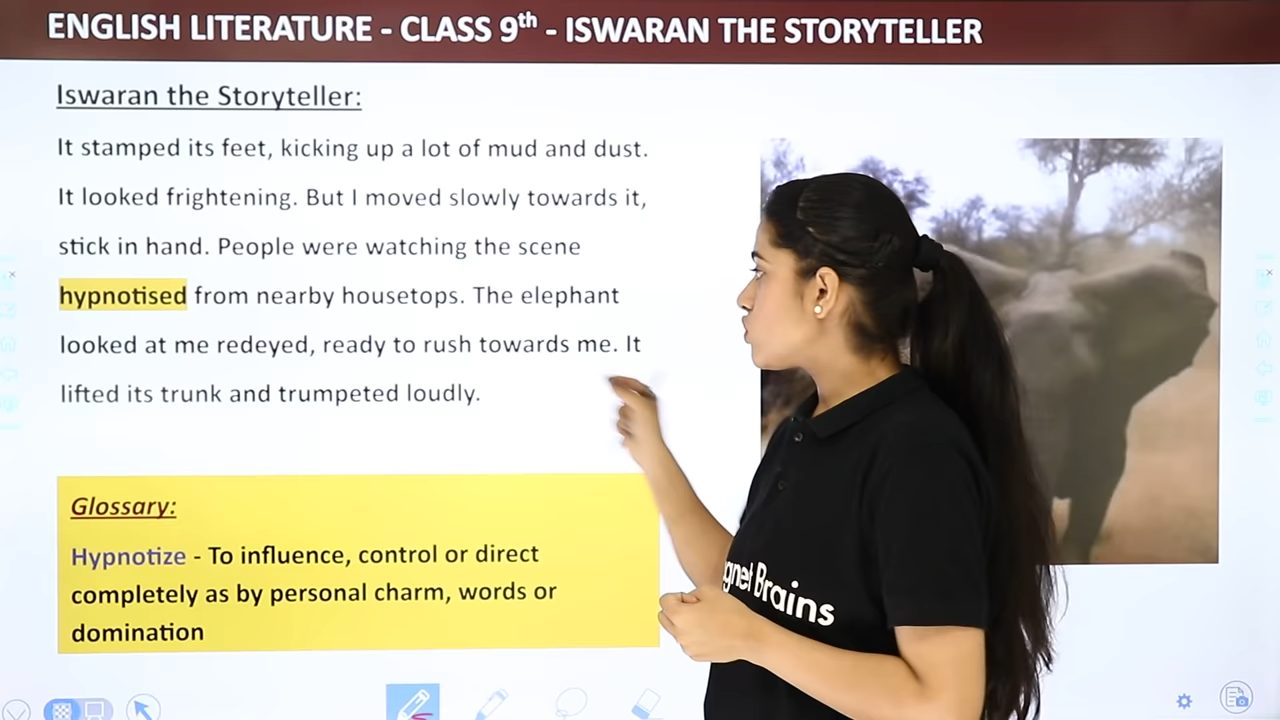 ENGLISH LITERATURE - CLASS 9th - ISWARAN THE STORYTELLER
Iswaran the Storyteller:
It stamped its feet, kicking up a lot of mud and dust.
It looked frightening. But I moved slowly towards it,
stick in hand. People were watching the scene
hypnotised from nearby housetops. The elephant
looked at me redeyed, ready to rush towards me. It
lifted its trunk and trumpeted loudly.
Glossary:
Hypnotize - To influence, control or direct
completely as by personal charm, words or
domination
gnet Brains